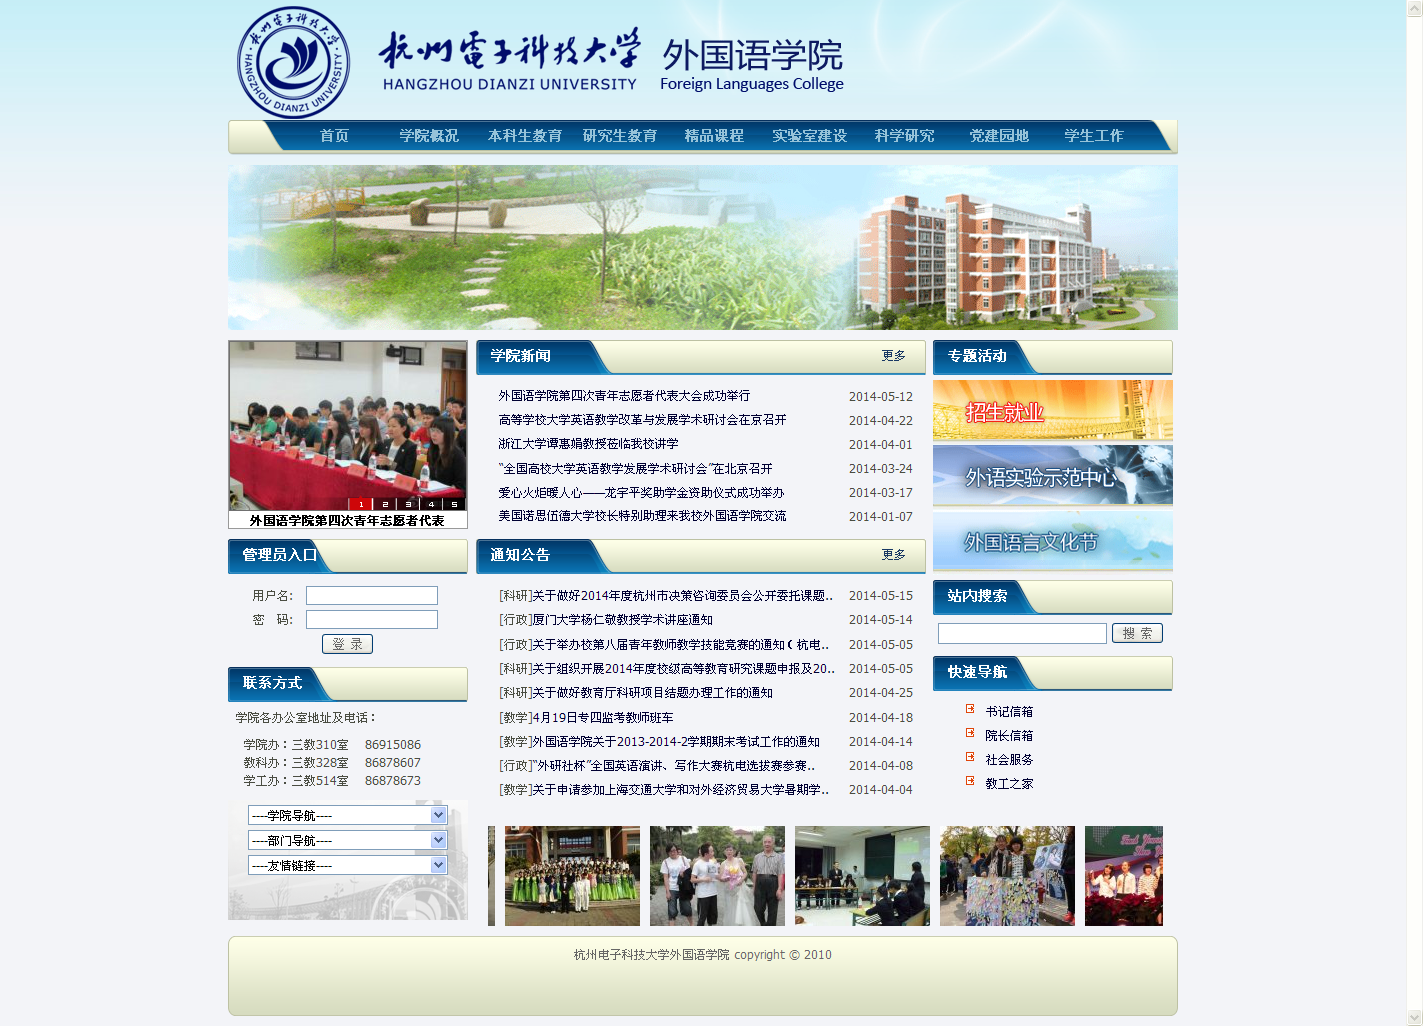 杭州電子科技大学
HANGZHOU DIANZI UNIVERSITY
外国语学院
Foreign Languages College
杭州電子科技大学
HANGZHOU DIANZI UNIVERSITY
首页 学院概况 本科生教育 研究生教育 精品课程 实验室建设 科学研究 党建园地 学生工作
1 2 3 4 5
外国语学院第四次青年志愿者代表
学院新闻 更多
外国语学院第四次青年志愿者代表大会成功举行 2014-05-12
高等学校大学英语教学改革与发展学术研讨会在京召开 2014-04-22
浙江大学谭惠娟教授莅临我校讲学 2014-04-01
“全国高校大学英语教学发展学术研讨会”在北京召开 2014-03-24
爱心火炬暖人心——龙宇平奖助学金资助仪式成功举办 2014-03-17
美国诺思伍德大学校长特别助理来我校外国语学院交流 2014-01-07
专题活动
招生就业
外语实验示范中心
外国语言文化节
管理员入口
用户名:
密 码:
登 录
通知公告 更多
[科研]关于做好2014年度杭州市决策咨询委员会公开委托课题.. 2014-05-15
[行政]厦门大学杨仁敬教授学术讲座通知 2014-05-14
[行政]关于举办校第八届青年教师教学技能竞赛的通知（杭电.. 2014-05-05
[科研]关于组织开展2014年度校级高等教育研究课题申报及20.. 2014-05-05
[科研]关于做好教育厅科研项目结题办理工作的通知 2014-04-25
[教学]4月19日专四监考教师班车 2014-04-18
[教学]外国语学院关于2013-2014-2学期期末考试工作的通知 2014-04-14
[行政]“外研社杯”全国英语演讲、写作大赛杭电选拔赛参赛.. 2014-04-08
[教学]关于申请参加上海交通大学和对外经济贸易大学暑期学.. 2014-04-04
站内搜索
搜 索
快速导航
书记信箱
院长信箱
社会服务
教工之家
联系方式
学院各办公室地址及电话：
学院办：三教310室 86915086
教科办：三教328室 86878607
学工办：三教514室 86878673
----学院导航----
----部门导航----
----友情链接----
杭州电子科技大学外国语学院 copyright © 2010